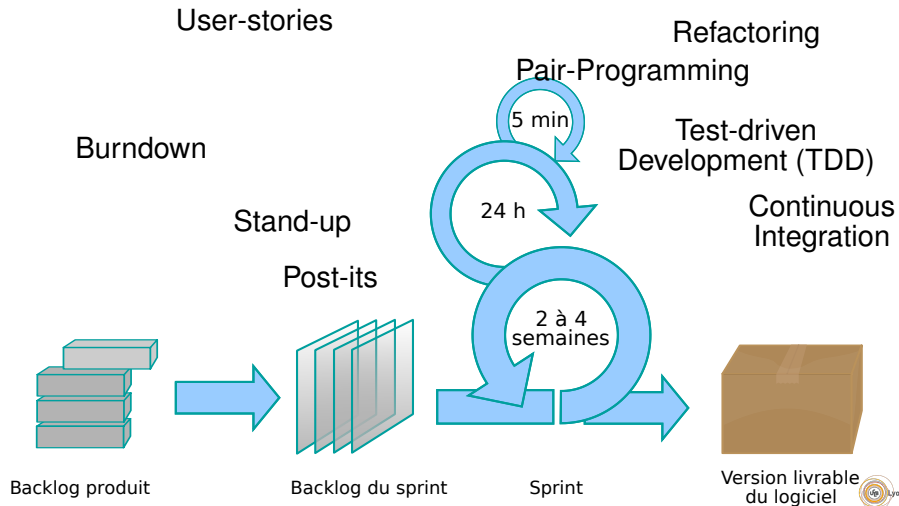 User-stories
Refactoring
Pair-Programming
5 min
Burndown
Test-driven
Development (TDD)
24 h
Stand-up
Continuous
Integration
Post-its
2 à 4
semaines
Backlog produit
Backlog du sprint
Sprint
Version livrable
du logiciel